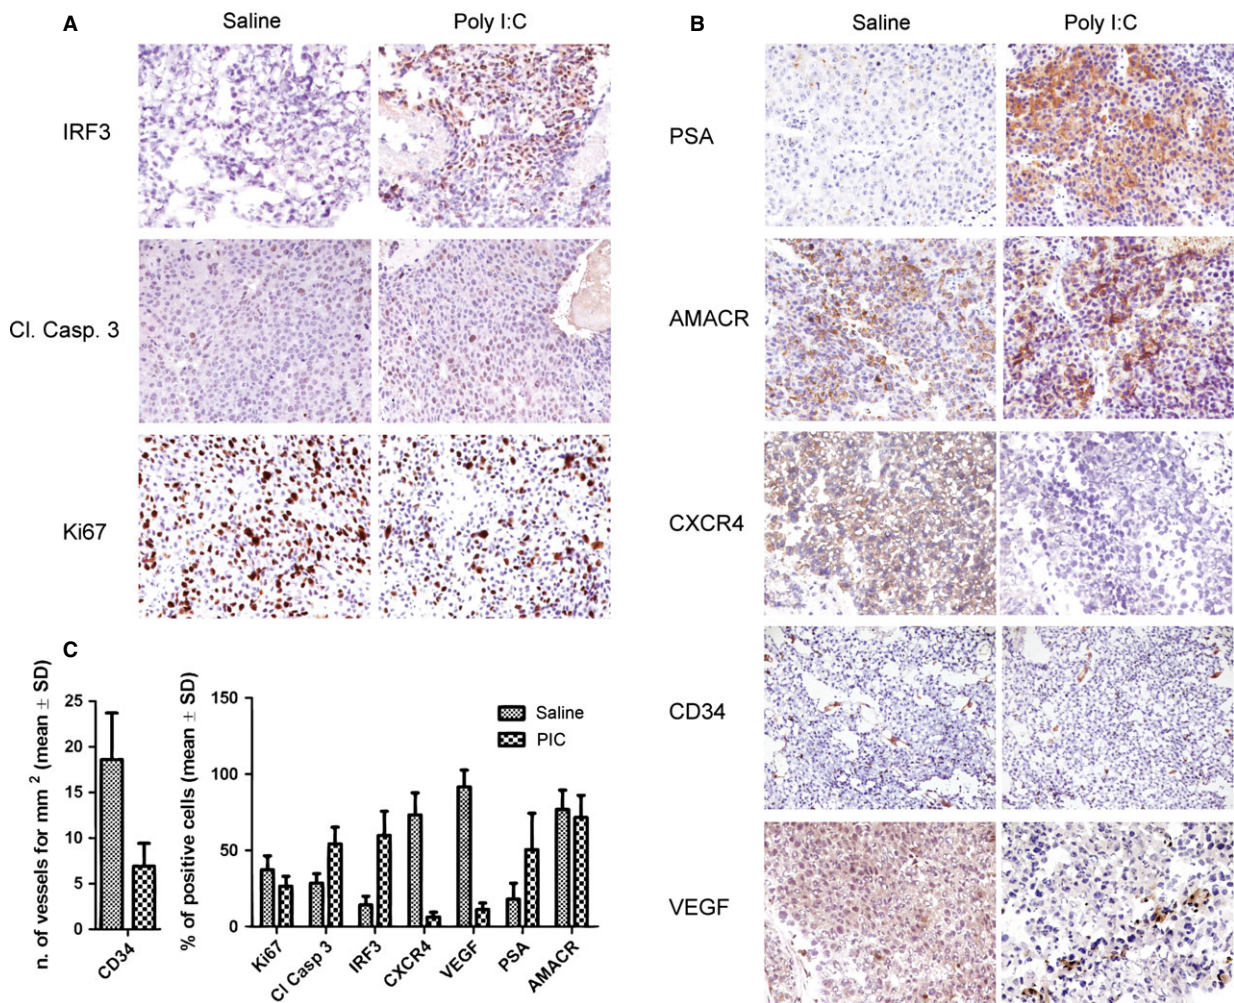 A
Saline
Poly I:C
IRF3
Cl. Casp. 3
Ki67
B
Saline
Poly I:C
PSA
AMACR
CXCR4
CD34
VEGF
C
n. of vessels for mm 2 (mean ± SD)
25
20
15
10
5
0
CD34
% of positive cells (mean ± SD)
150
100
50
0
Saline
PIC
Ki67
Cl Casp 3
IRF3
CXCR4
VEGF
PSA
AMACR